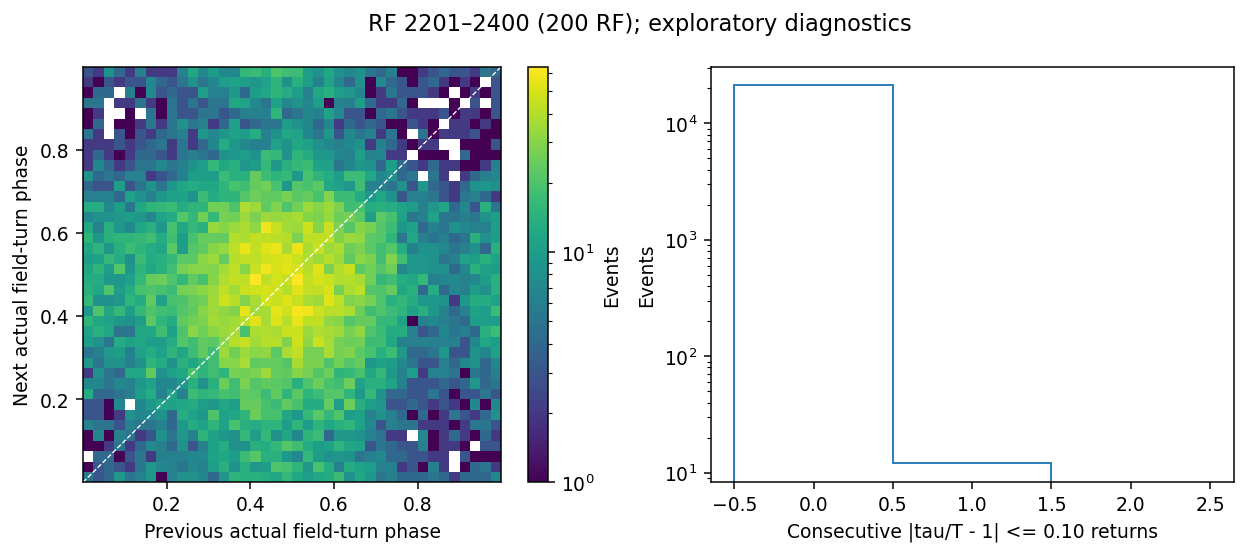 RF 2201–2400 (200 RF); exploratory diagnostics
0.8
0.6
0.4
0.2
0.2 0.4 0.6 0.8
Next actual field-turn phase
Previous actual field-turn phase
10¹
10⁰
Events
10⁴
10³
10²
10¹
Events
−0.5 0.0 0.5 1.0 1.5 2.0 2.5
Consecutive |tau/T - 1| <= 0.10 returns